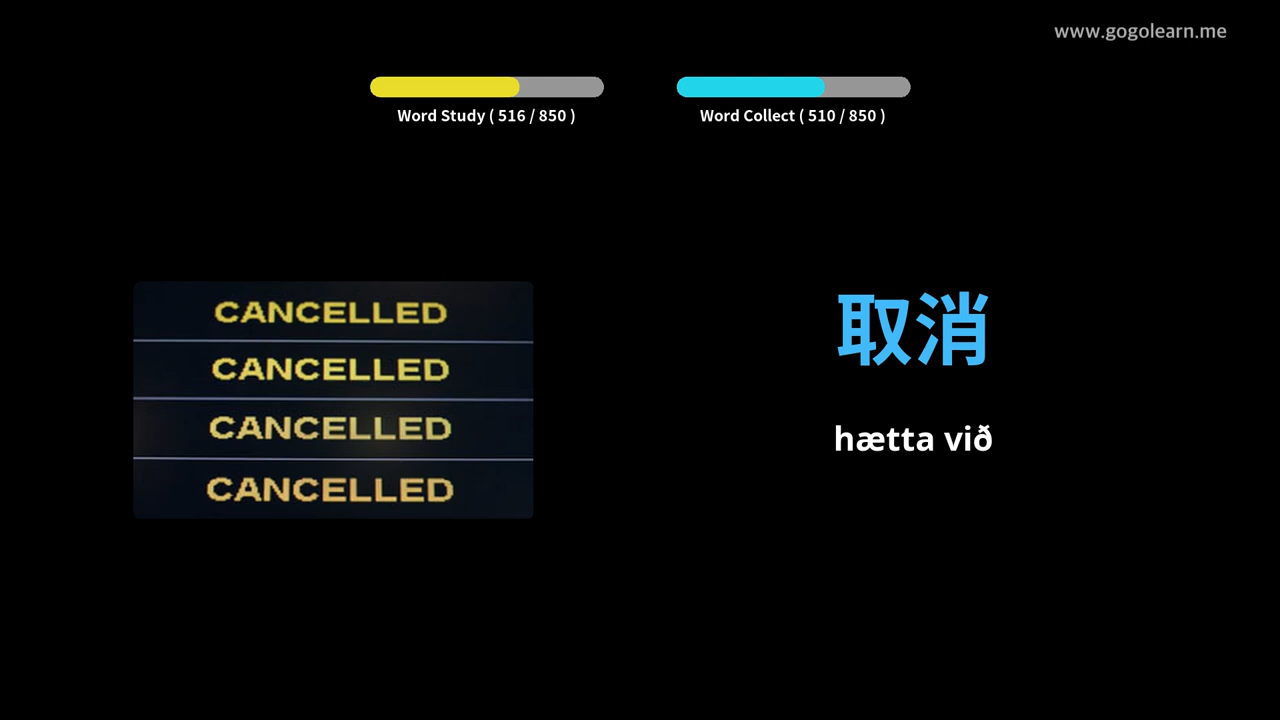 www.gogolearn.me
Word Study ( 516 / 850 )
Word Collect ( 510 / 850 )
CANCELLED
CANCELLED
CANCELLED
CANCELLED
取消
hætta við